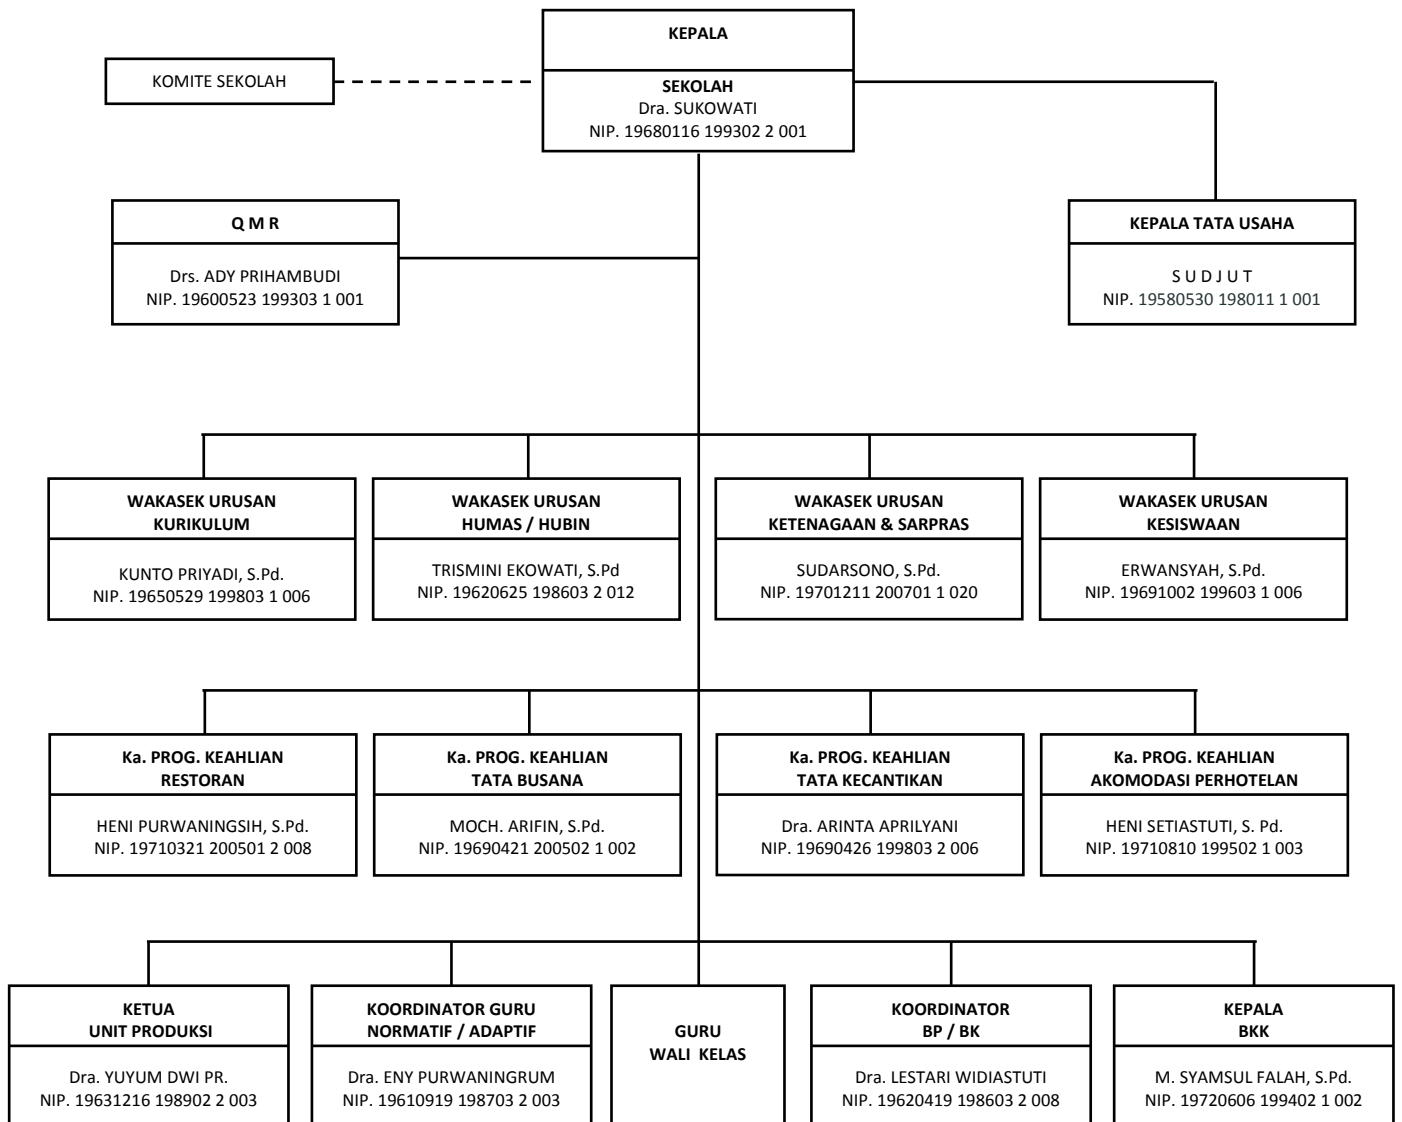 KEPALA
KOMITE SEKOLAH
SEKOLAH
Dra. SUKOWATI
NIP. 19680116 199302 2 001
Q M R
Drs. ADY PRIHAMBUDI
NIP. 19600523 199303 1 001
KEPALA TATA USAHA
S U D J U T
NIP. 19580530 198011 1 001
WAKASEK URUSAN
KURIKULUM
KUNTO PRIYADI, S.Pd.
NIP. 19650529 199803 1 006
WAKASEK URUSAN
HUMAS / HUBIN
TRISMINI EKOWATI, S.Pd
NIP. 19620625 198603 2 012
WAKASEK URUSAN
KETENAGAAN & SARPRAS
SUDARSONO, S.Pd.
NIP. 19701211 200701 1 020
WAKASEK URUSAN
KESISWAAN
ERWANSYAH, S.Pd.
NIP. 19691002 199603 1 006
Ka. PROG. KEAHLIAN
RESTORAN
HENI PURWANINGSIH, S.Pd.
NIP. 19710321 200501 2 008
Ka. PROG. KEAHLIAN
TATA BUSANA
MOCH. ARIFIN, S.Pd.
NIP. 19690421 200502 1 002
Ka. PROG. KEAHLIAN
TATA KECANTIKAN
Dra. ARINTA APRILYANI
NIP. 19690426 199803 2 006
Ka. PROG. KEAHLIAN
AKOMODASI PERHOTELAN
HENI SETIASTUTI, S. Pd.
NIP. 19710810 199502 1 003
KETUA
UNIT PRODUKSI
Dra. YUYUM DWI PR.
NIP. 19631216 198902 2 003
KOORDINATOR GURU
NORMATIF / ADAPTIF
Dra. ENY PURWANINGRUM
NIP. 19610919 198703 2 003
GURU
WALI KELAS
KOORDINATOR
BP / BK
Dra. LESTARI WIDIASTUTI
NIP. 19620419 198603 2 008
KEPALA
BKK
M. SYAMSUL FALAH, S.Pd.
NIP. 19720606 199402 1 002